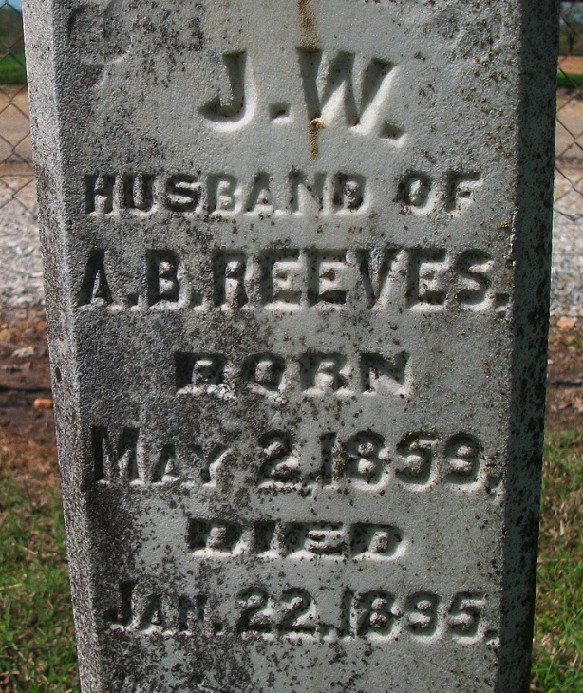 J.W.
HUSBAND OF
A.B. REEVES.
BORN
MAY 2, 1859.
DIED
JAN. 22, 1895.